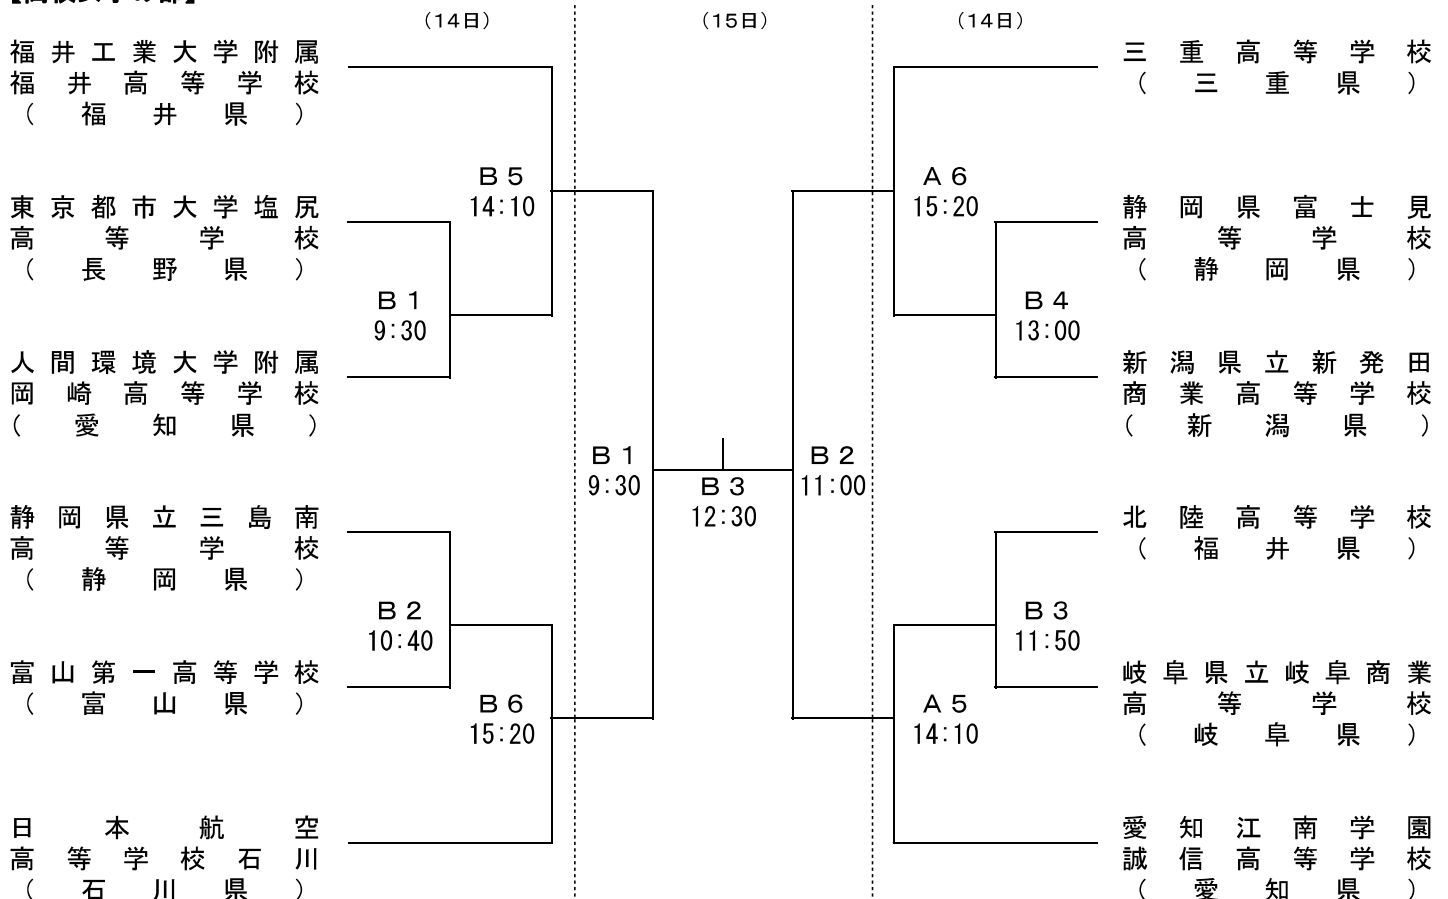 (14日)
(15日)
(14日)
福井工業大学附属
福井高等学校
(福井県)
東京都市大学塩尻
高等学校
(長野県)
人間環境大学附属
岡崎高等学校
(愛知県)
静岡県立三島南
高等学校
(静岡県)
富山第一高等学校
(富山県)
日本航空
高等学校石川
(石川県)
B5
14:10
B1
9:30
B2
10:40
B6
15:20
B1
9:30
B3
12:30
B2
11:00
A6
15:20
B4
13:00
B3
11:50
A5
14:10
三重高等学校
(三重県)
静岡県富士見
高等学校
(静岡県)
新潟県立新発田
商業高等学校
(新潟県)
北陸高等学校
(福井県)
岐阜県立岐阜商業
高等学校
(岐阜県)
愛知江南学園
誠信高等学校
(愛知県)